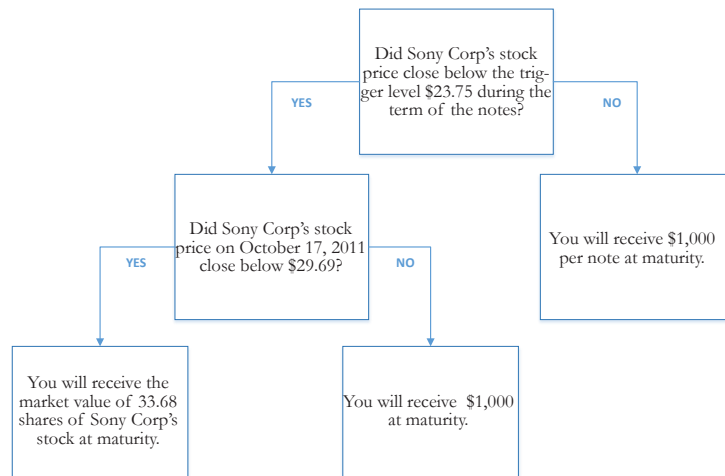 Did Sony Corp's stock
price close below the trig-
ger level $23.75 during the
term of the notes?
YES
NO
Did Sony Corp's stock
price on October 17, 2011
close below $29.69?
You will receive $1,000
per note at maturity.
YES
NO
You will receive the
market value of 33.68
shares of Sony Corp's
stock at maturity.
You will receive $1,000
at maturity.